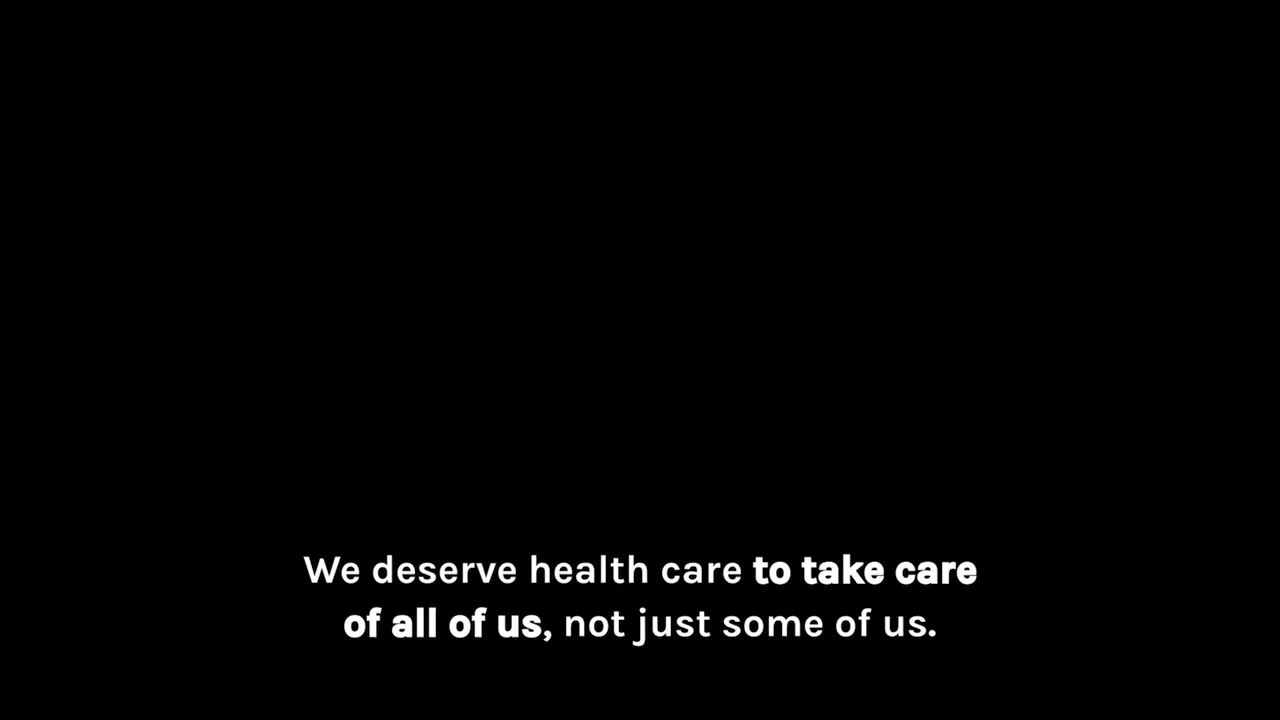 We deserve health care to take care
of all of us, not just some of us.